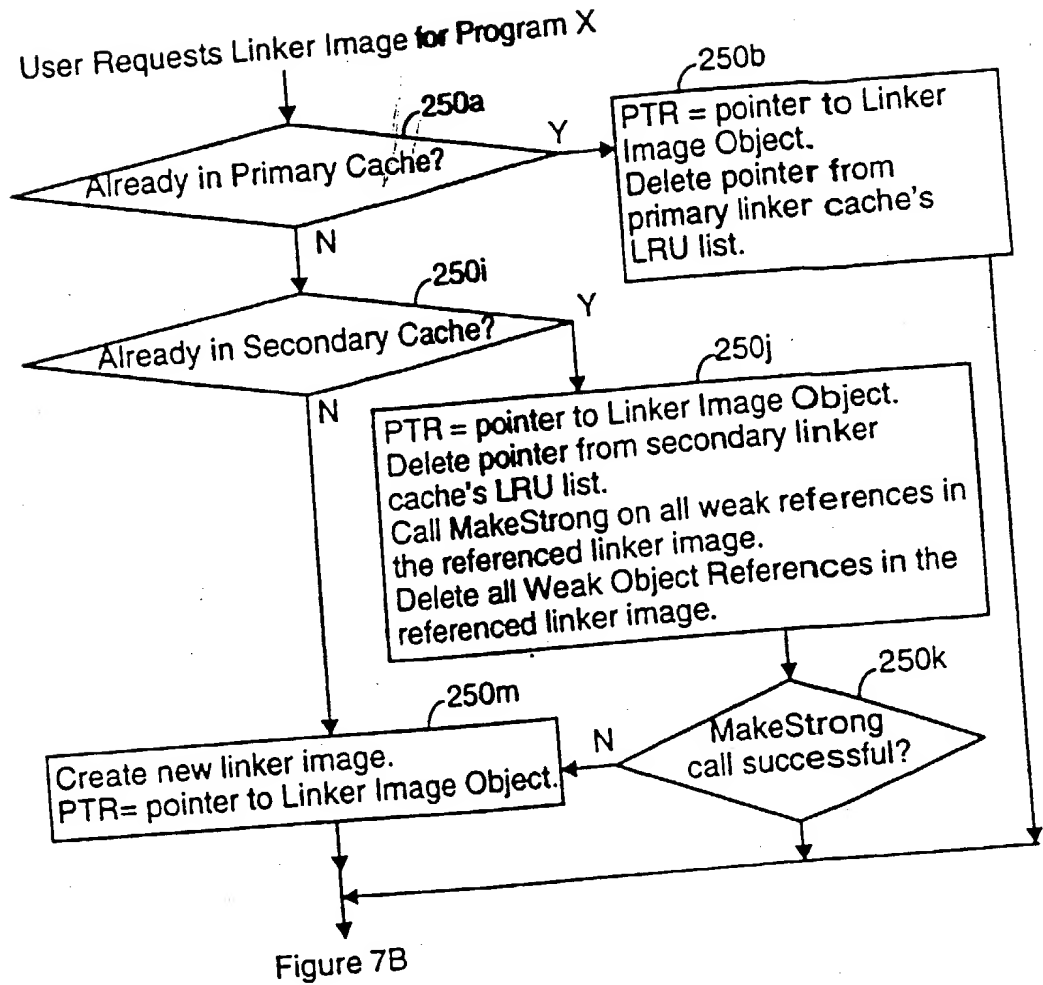 User Requests Linker Image for Program X
250a
Already in Primary Cache?
Y
N
250b
PTR = pointer to Linker
Image Object.
Delete pointer from
primary linker cache's
LRU list.
250i
Already in Secondary Cache?
Y
N
250j
PTR = pointer to Linker Image Object.
Delete pointer from secondary linker
cache's LRU list.
Call MakeStrong on all weak references in
the referenced linker image.
Delete all Weak Object References in the
referenced linker image.
250k
MakeStrong
call successful?
N
250m
Create new linker image.
PTR= pointer to Linker Image Object.
Figure 7B